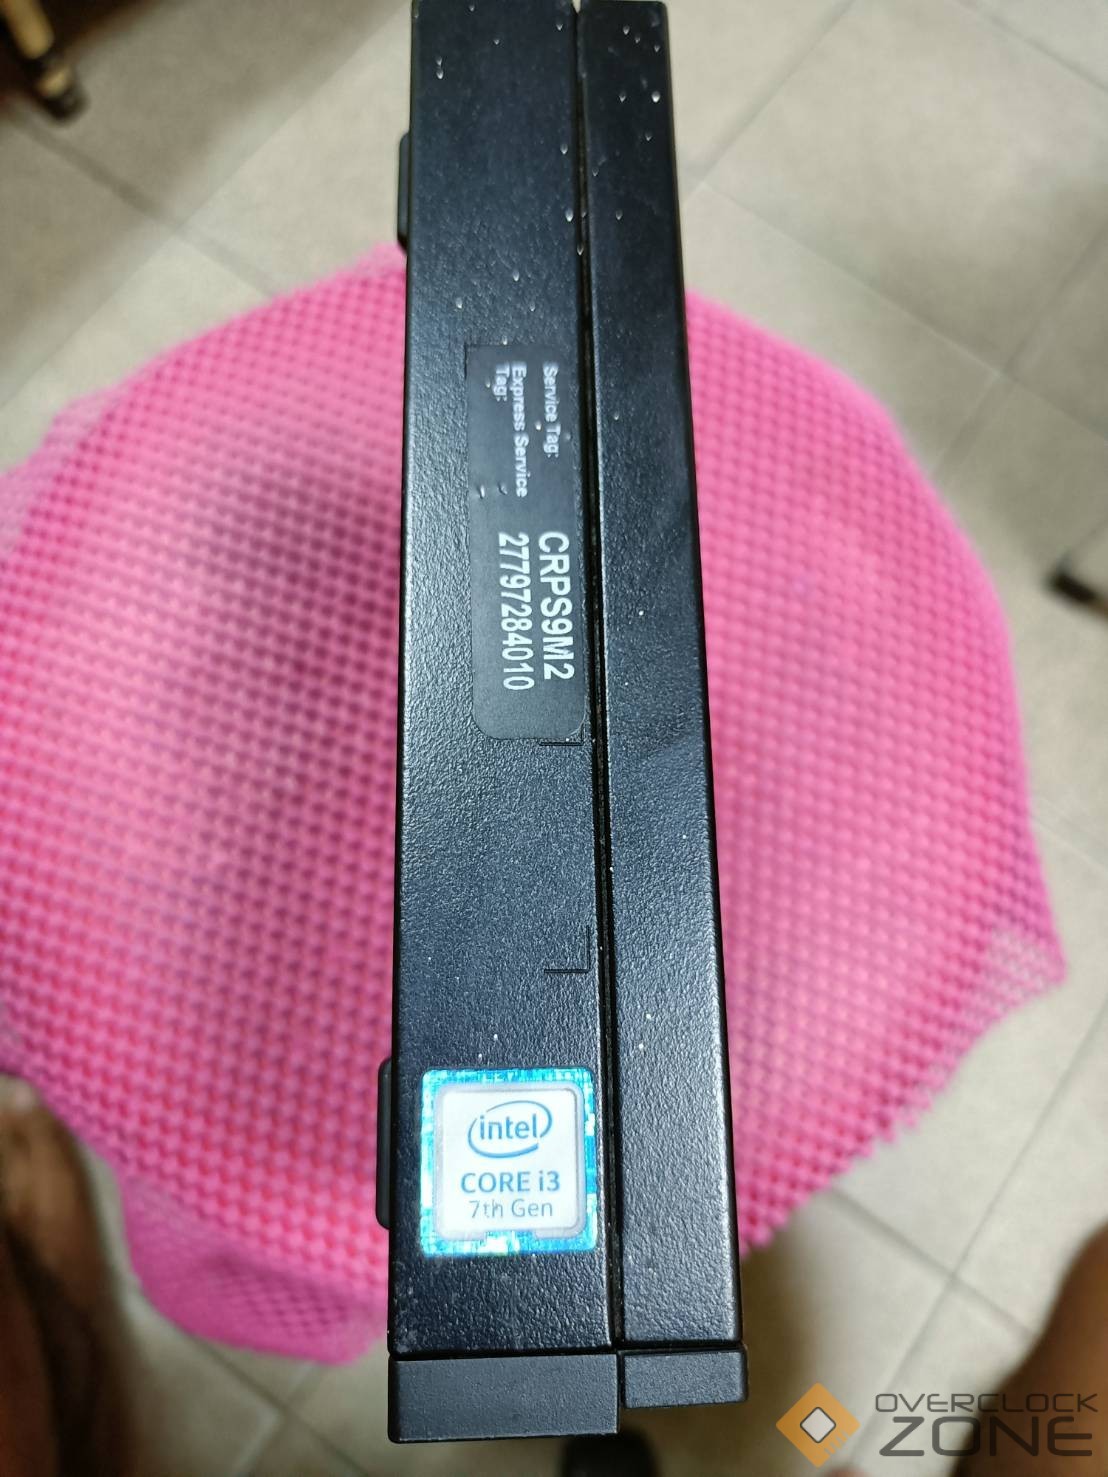 Service Tag: CRPS9M2
Express Service
Tag: 27797284010
intel
CORE i3
7th Gen
OVERCLOCK
ZONE